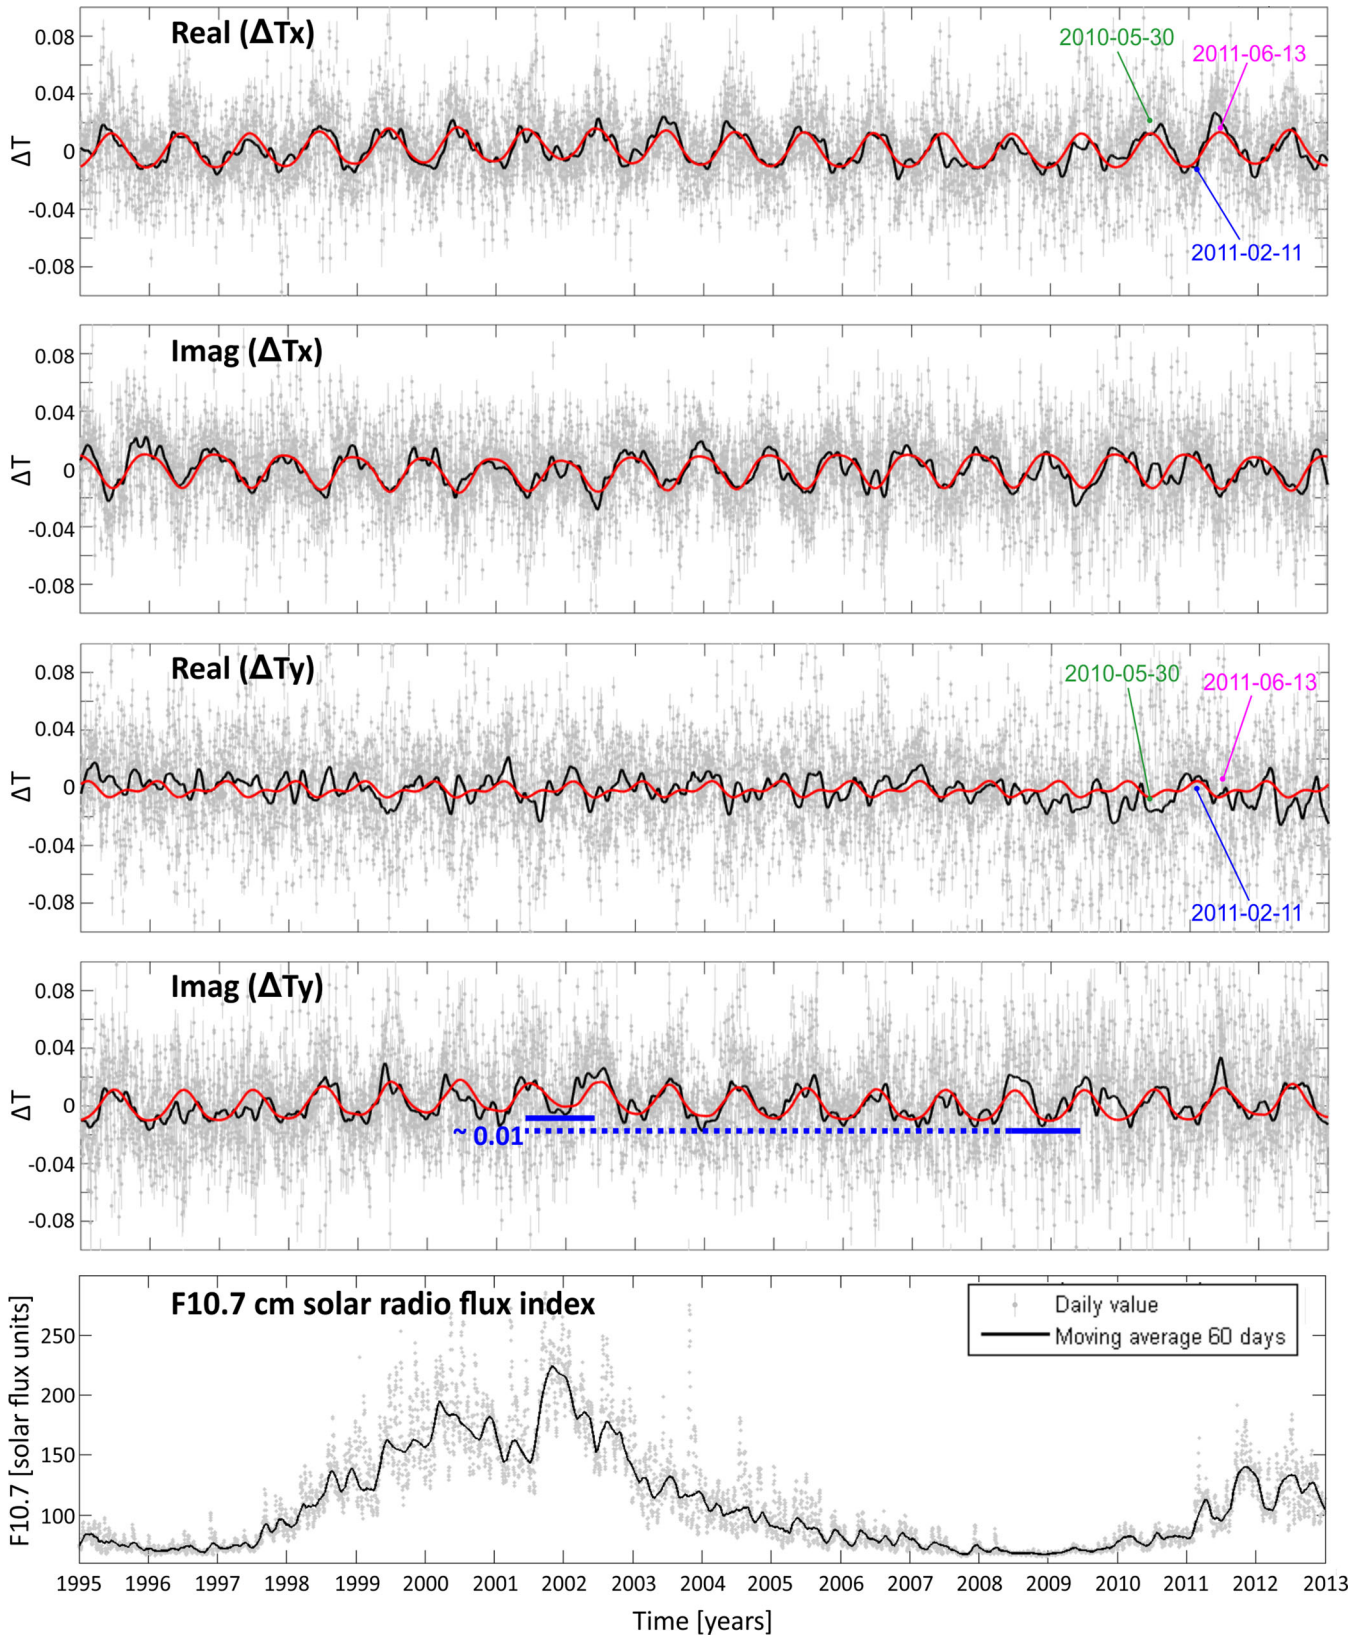 Real (ΔTx)
2010-05-30
2011-06-13
2011-02-11
ΔT
0.08
0.04
0
-0.04
-0.08
Imag (ΔTx)
ΔT
0.08
0.04
0
-0.04
-0.08
Real (ΔTy)
2010-05-30
2011-06-13
2011-02-11
ΔT
0.08
0.04
0
-0.04
-0.08
Imag (ΔTy)
ΔT
0.08
0.04
0
-0.04
-0.08
~ 0.01
F10.7 cm solar radio flux index
Daily value
Moving average 60 days
F10.7 [solar flux units]
250
200
150
100
1995 1996 1997 1998 1999 2000 2001 2002 2003 2004 2005 2006 2007 2008 2009 2010 2011 2012 2013
Time [years]